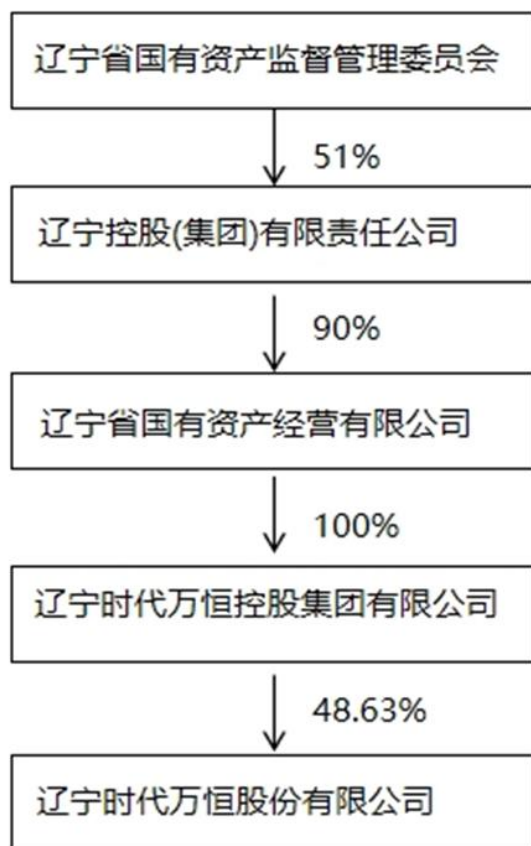 辽宁省国有资产监督管理委员会
51%
辽宁控股(集团)有限责任公司
90%
辽宁省国有资产经营有限公司
100%
辽宁时代万恒控股集团有限公司
48.63%
辽宁时代万恒股份有限公司